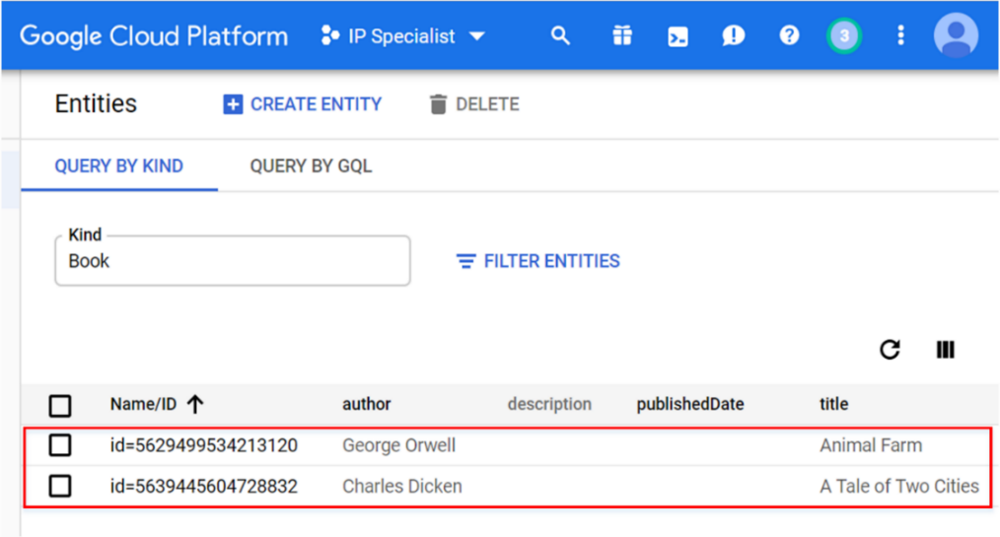 Google Cloud Platform IP Specialist 3
Entities CREATE ENTITY DELETE
QUERY BY KIND QUERY BY GQL
Kind
Book
FILTER ENTITIES
Name/ID author description publishedDate title
id=5629499534213120 George Orwell Animal Farm
id=5639445604728832 Charles Dicken A Tale of Two Cities